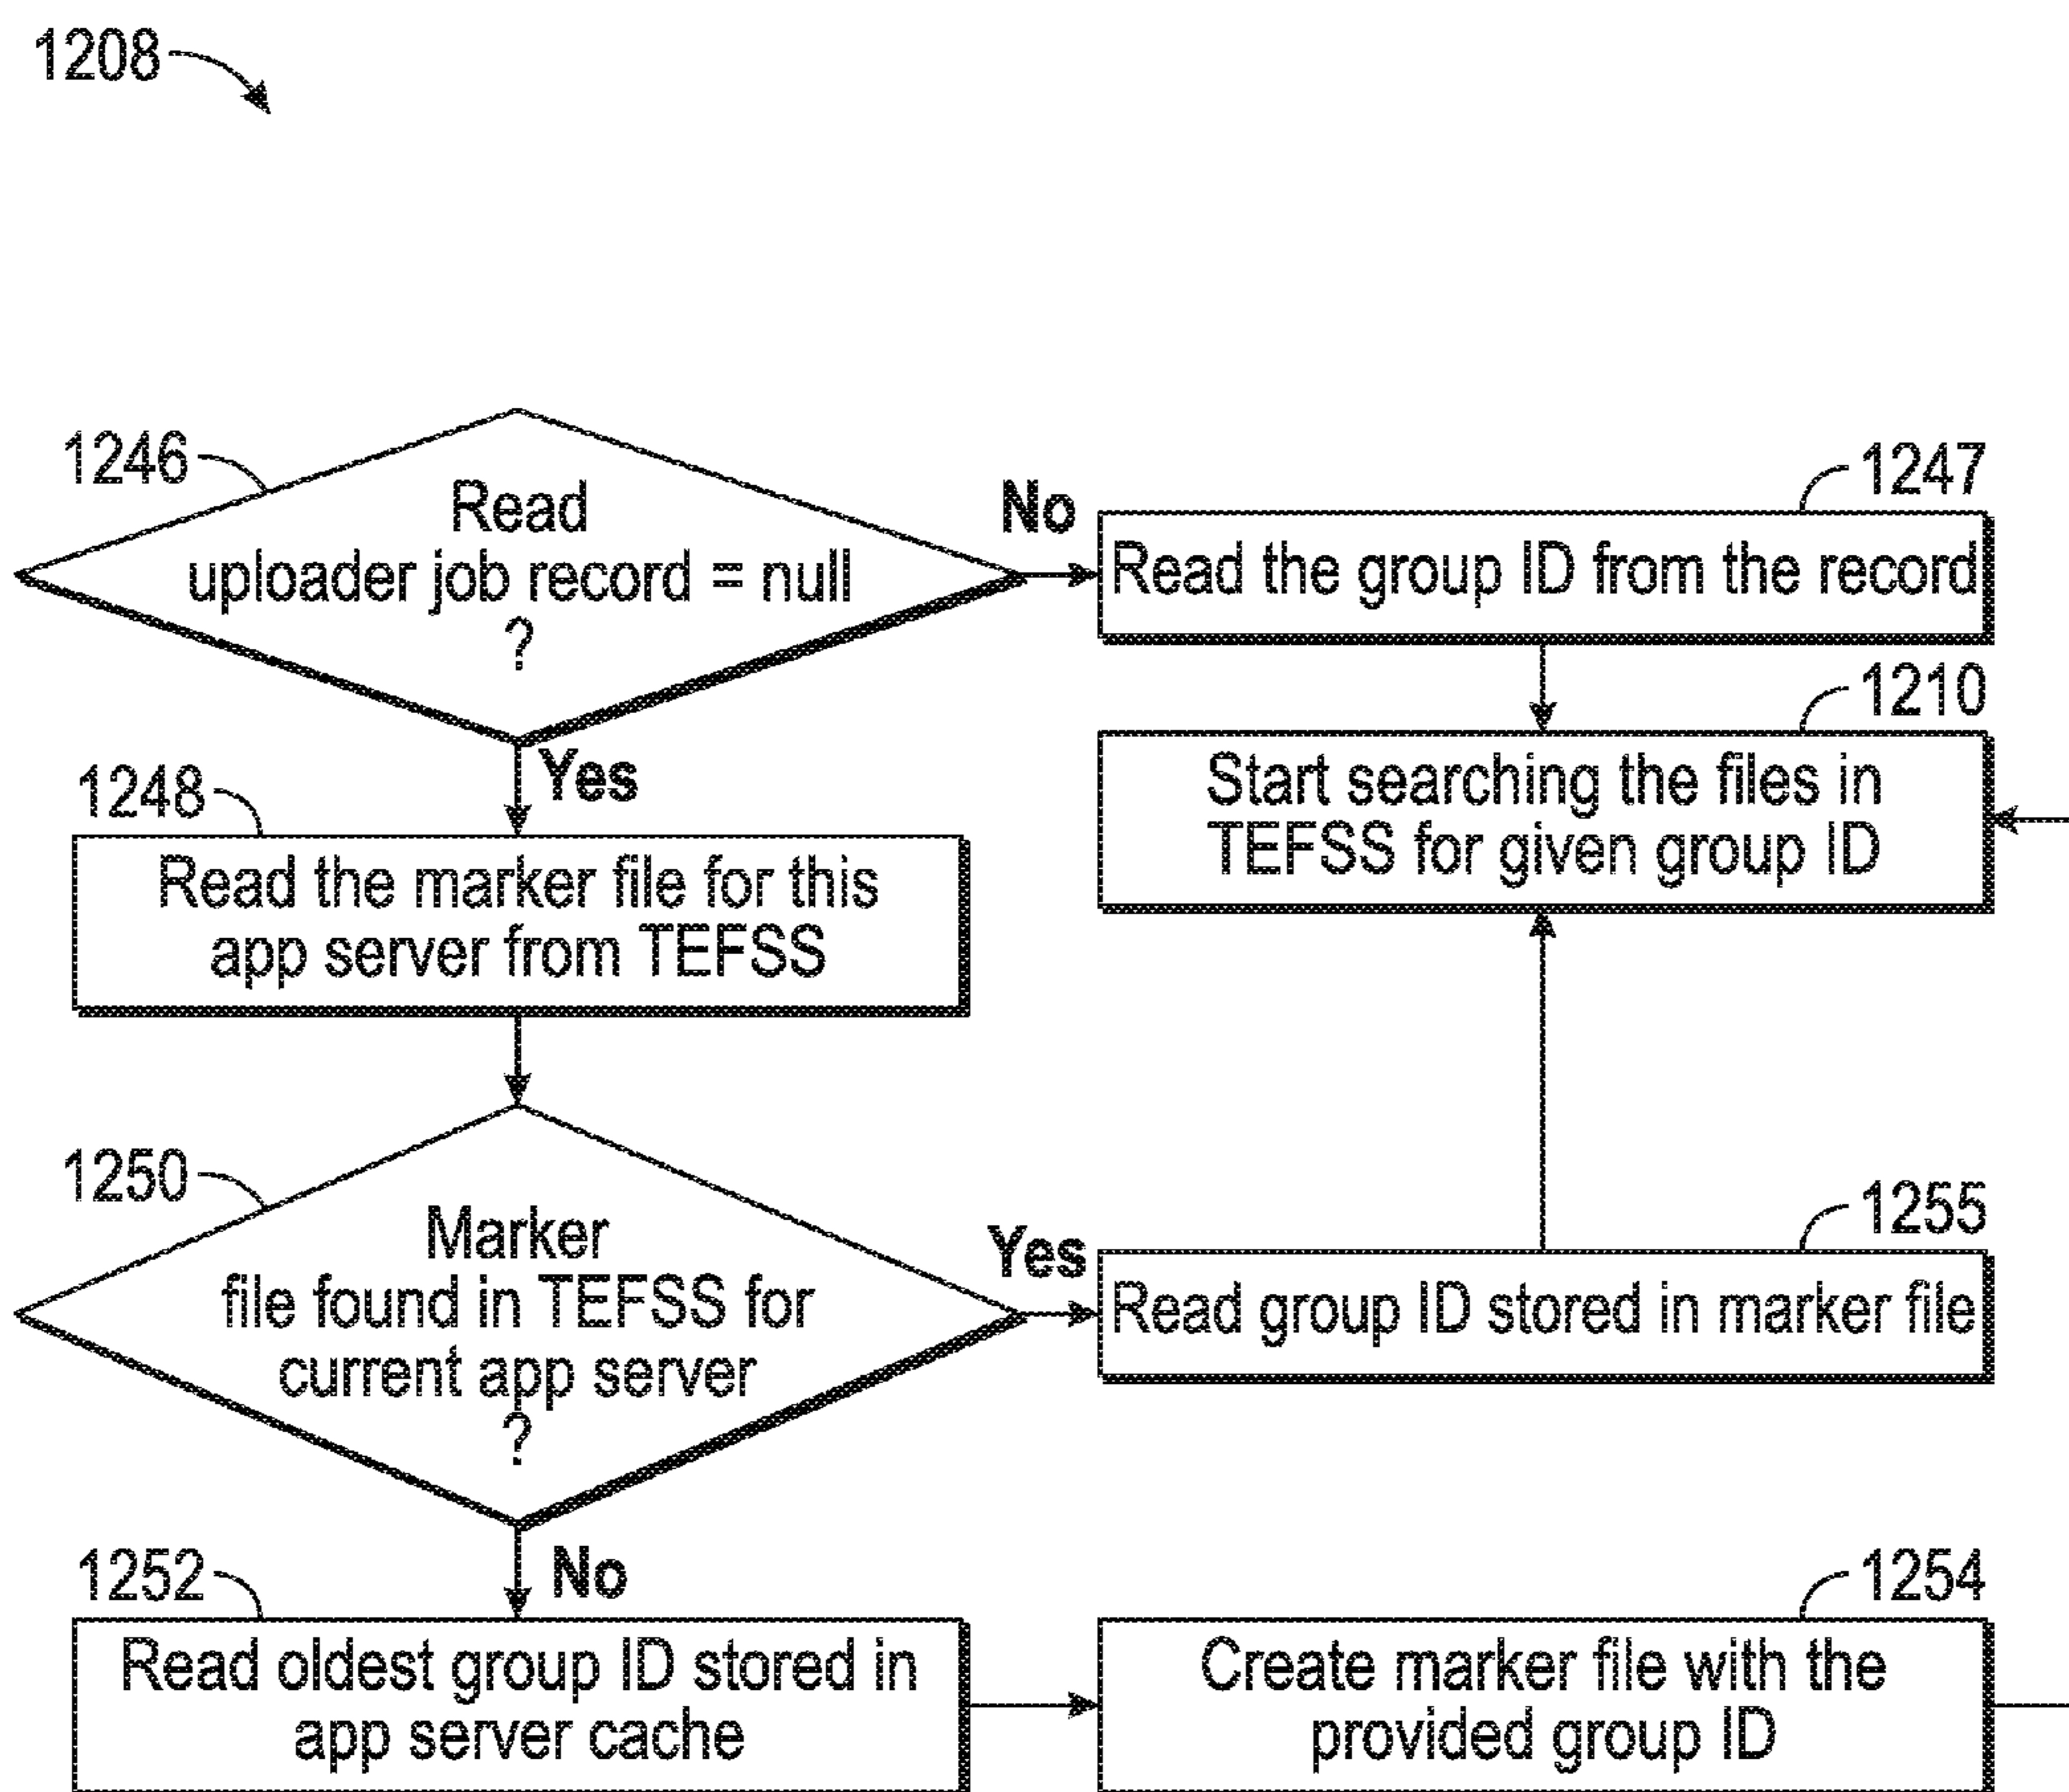 1208
1246
Read
uploader job record = null
?
No
1247
Read the group ID from the record
1210
Start searching the files in
TEFSS for given group ID
Yes
1248
Read the marker file for this
app server from TEFSS
1250
Marker
file found in TEFSS for
current app server
?
Yes
1255
Read group ID stored in marker file
No
1252
Read oldest group ID stored in
app server cache
1254
Create marker file with the
provided group ID